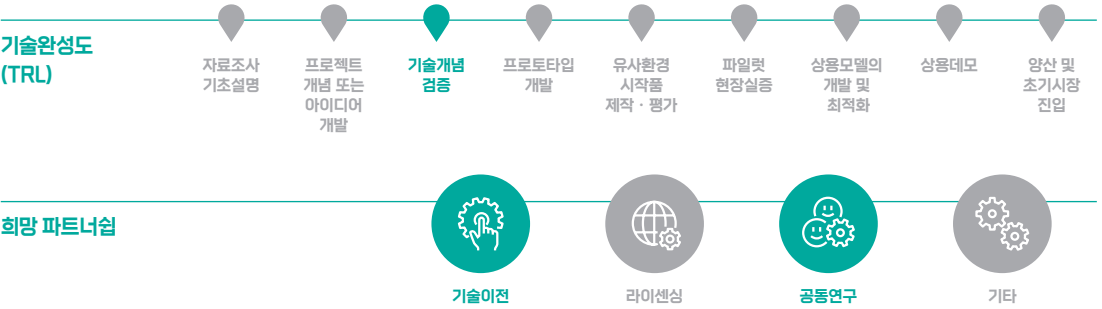 기술완성도
(TRL)
자료조사
기초설명
프로젝트
개념 또는
아이디어
개발
기술개념
검증
프로토타입
개발
유사환경
시작품
제작 · 평가
파일럿
현장실증
상용모델의
개발 및
최적화
상용데모
양산 및
초기시장
진입
희망 파트너쉽
기술이전
라이센싱
공동연구
기타